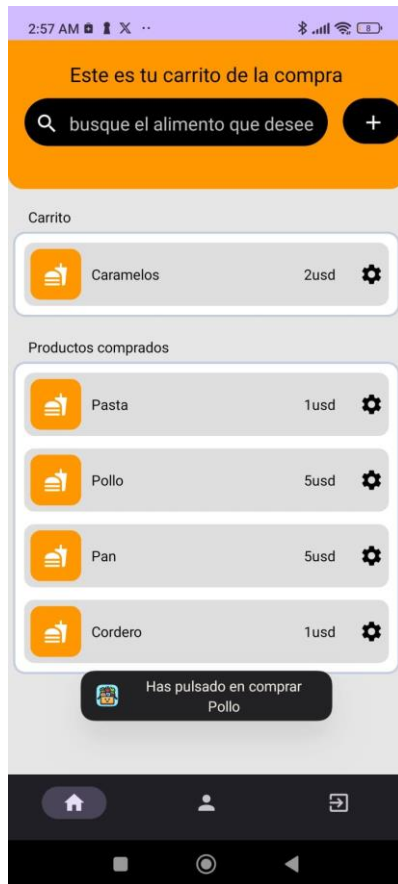 2:57 AM
8
Este es tu carrito de la compra
busque el alimento que desee
+
Carrito
Caramelos 2usd
Productos comprados
Pasta 1usd
Pollo 5usd
Pan 5usd
Cordero 1usd
Has pulsado en comprar
Pollo